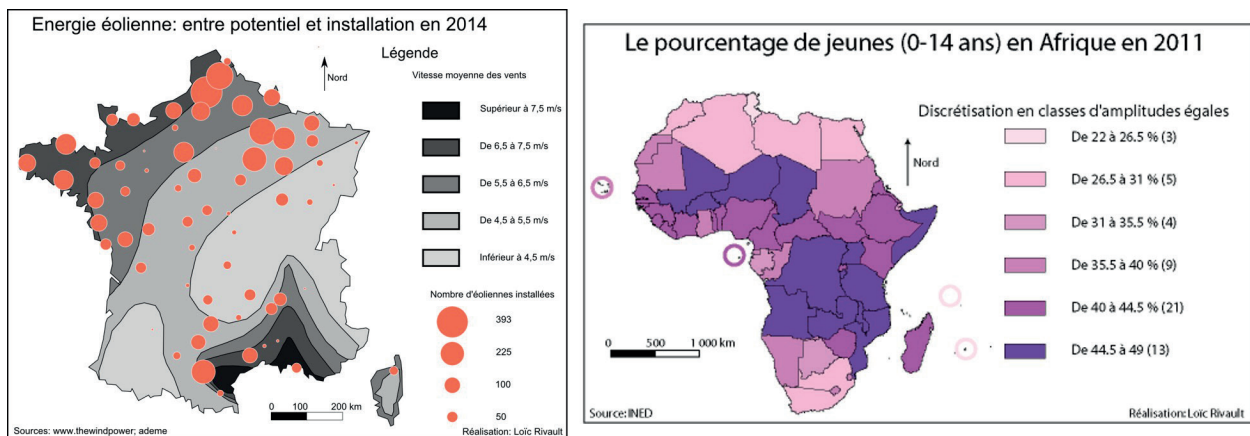 Energie éolienne: entre potentiel et installation en 2014
Légende
Nord
Vitesse moyenne des vents
Supérieur à 7,5 m/s
De 6,5 à 7,5 m/s
De 5,5 à 6,5 m/s
De 4,5 à 5,5 m/s
Inférieur à 4,5 m/s
Nombre d'éoliennes installées
393
225
100
50
0 100 200 km
Sources: www.thewindpower; ademe
Réalisation: Loïc Rivault
Le pourcentage de jeunes (0-14 ans) en Afrique en 2011
Discrétisation en classes d'amplitudes égales
Nord
De 22 à 26.5 % (3)
De 26.5 à 31 % (5)
De 31 à 35.5 % (4)
De 35.5 à 40 % (9)
De 40 à 44.5 % (21)
De 44.5 à 49 (13)
0 500 1 000 km
Source: INED
Réalisation: Loïc Rivault